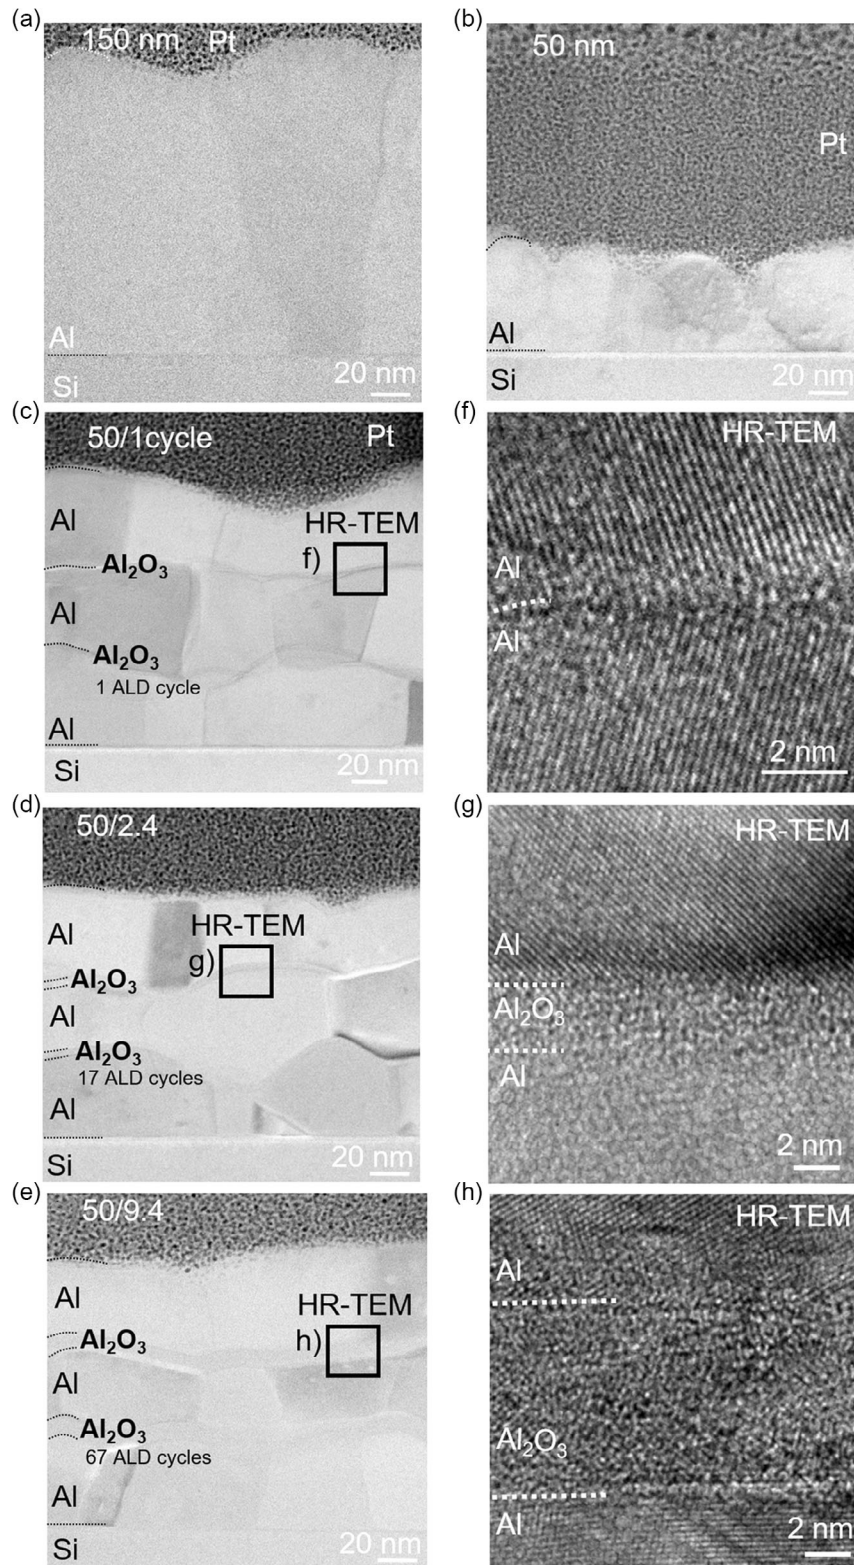 (a)
150 nm Pt
Al
Si
20 nm
(b)
50 nm
Pt
Al
Si
20 nm
(c)
50/1cycle Pt
Al
HR-TEM
f)
Al₂O₃
Al
Al₂O₃
1 ALD cycle
Al
Si
20 nm
(f)
HR-TEM
Al
Al
2 nm
(d)
50/2.4
HR-TEM
Al
g)
Al₂O₃
Al
Al₂O₃
17 ALD cycles
Al
Si
20 nm
(g)
HR-TEM
Al
Al₂O₃
Al
2 nm
(e)
50/9.4
Al
HR-TEM
h)
Al₂O₃
Al
Al₂O₃
67 ALD cycles
Al
Si
20 nm
(h)
HR-TEM
Al
Al₂O₃
Al
2 nm